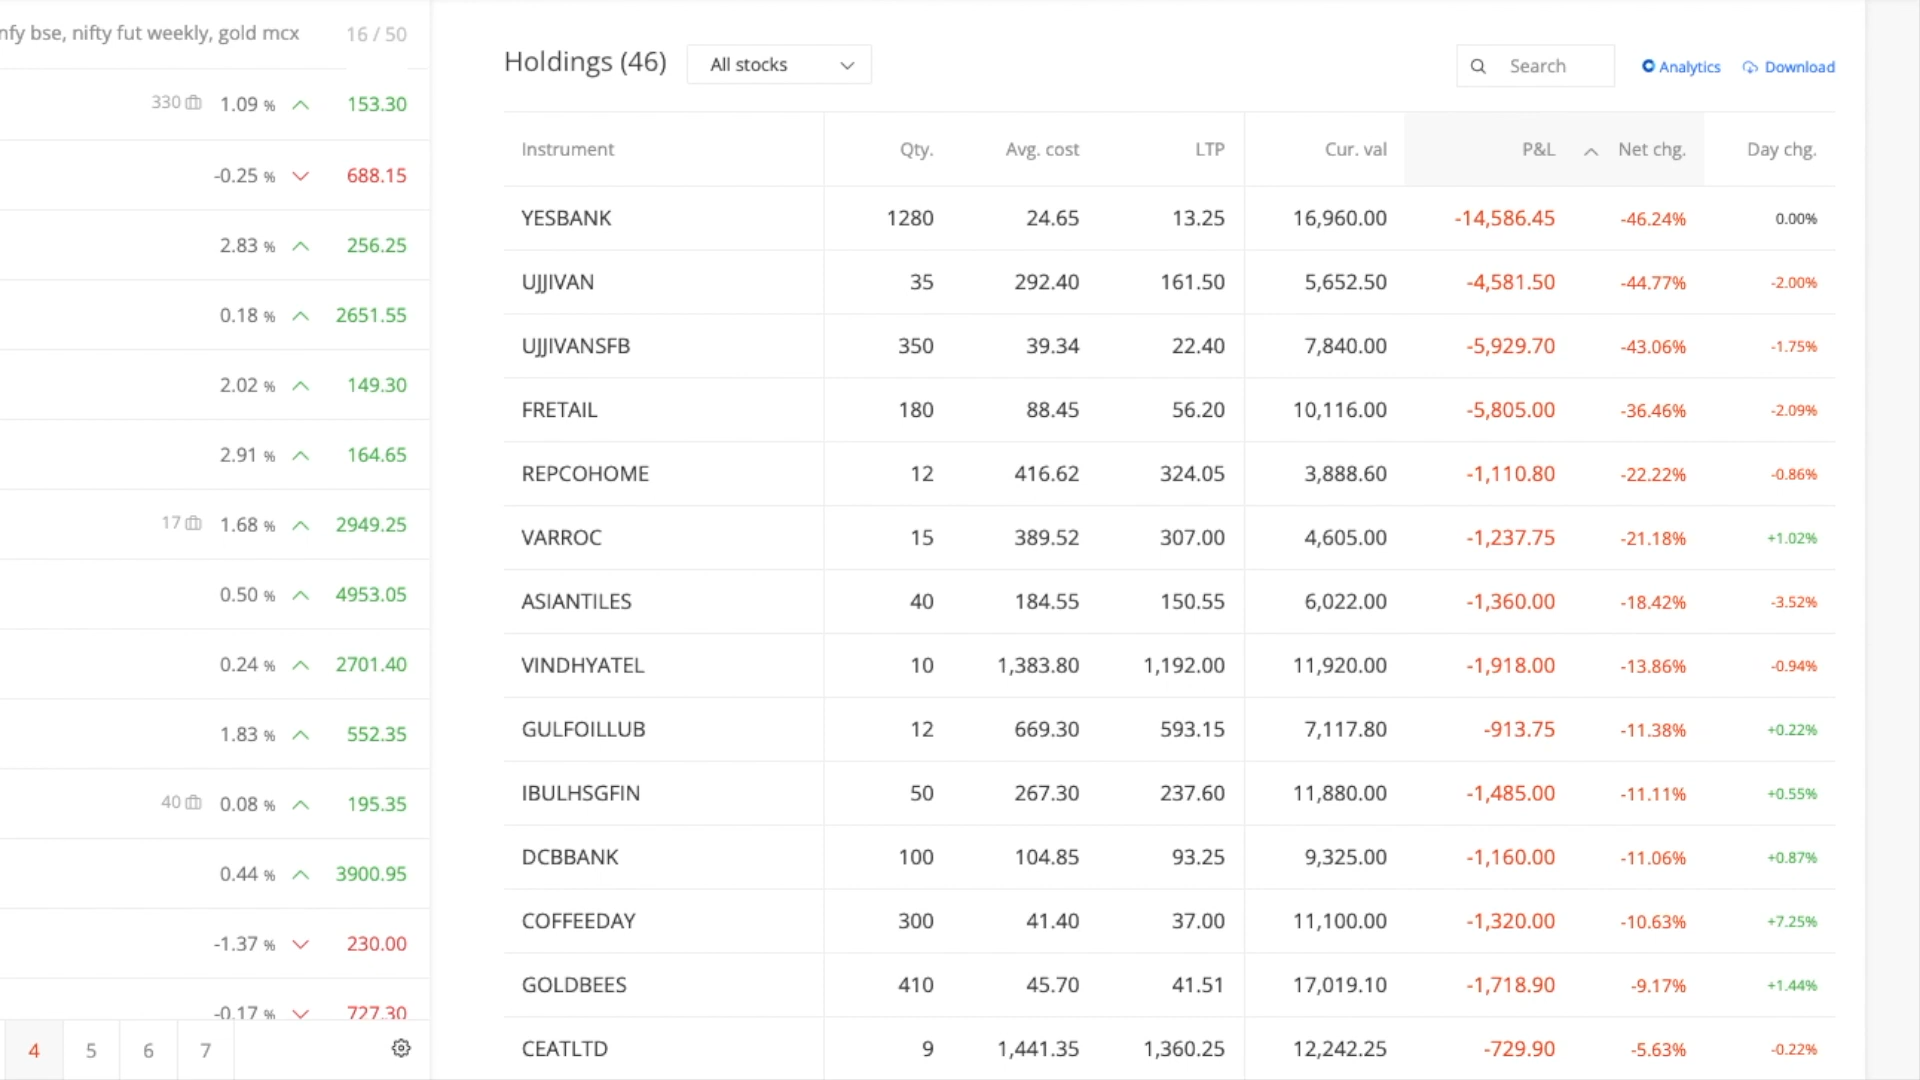 nfy bse, nifty fut weekly, gold mcx 16 / 50
330 1.09 % 153.30
-0.25 % 688.15
2.83 % 256.25
0.18 % 2651.55
2.02 % 149.30
2.91 % 164.65
17 1.68 % 2949.25
0.50 % 4953.05
0.24 % 2701.40
1.83 % 552.35
40 0.08 % 195.35
0.44 % 3900.95
-1.37 % 230.00
-0.17 % 727.30
4 5 6 7
Holdings (46) All stocks Search Analytics Download
Instrument Qty. Avg. cost LTP Cur. val P&L Net chg. Day chg.
YESBANK 1280 24.65 13.25 16,960.00 -14,586.45 -46.24% 0.00%
UJJIVAN 35 292.40 161.50 5,652.50 -4,581.50 -44.77% -2.00%
UJJIVANSFB 350 39.34 22.40 7,840.00 -5,929.70 -43.06% -1.75%
FRETAIL 180 88.45 56.20 10,116.00 -5,805.00 -36.46% -2.09%
REPCOHOME 12 416.62 324.05 3,888.60 -1,110.80 -22.22% -0.86%
VARROC 15 389.52 307.00 4,605.00 -1,237.75 -21.18% +1.02%
ASIANTILES 40 184.55 150.55 6,022.00 -1,360.00 -18.42% -3.52%
VINDHYATEL 10 1,383.80 1,192.00 11,920.00 -1,918.00 -13.86% -0.94%
GULFOILLUB 12 669.30 593.15 7,117.80 -913.75 -11.38% +0.22%
IBULHSGFIN 50 267.30 237.60 11,880.00 -1,485.00 -11.11% +0.55%
DCBBANK 100 104.85 93.25 9,325.00 -1,160.00 -11.06% +0.87%
COFFEEDAY 300 41.40 37.00 11,100.00 -1,320.00 -10.63% +7.25%
GOLDBEES 410 45.70 41.51 17,019.10 -1,718.90 -9.17% +1.44%
CEATLTD 9 1,441.35 1,360.25 12,242.25 -729.90 -5.63% -0.22%